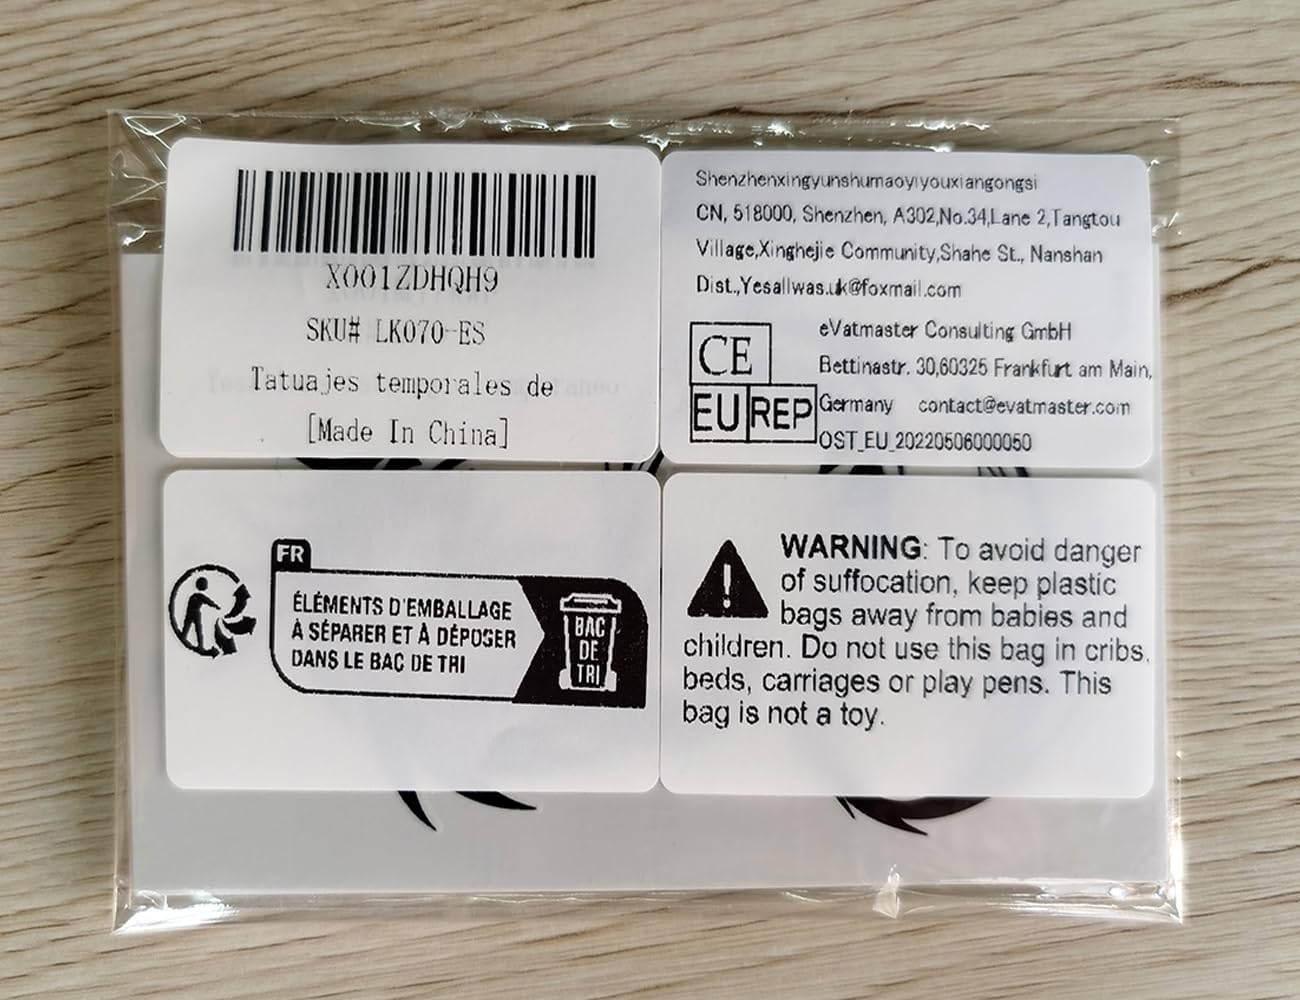 X001ZDHQH9
SKU# LK070-ES
Tatuajes temporales de
[Made In China]
Shenzhenxingyunshumaoyiyouxiangongsi
CN, 518000, Shenzhen, A302,No.34,Lane 2,Tangtou
Village,Xinghejie Community,Shahe St., Nanshan
Dist.,Yesallwas.uk@foxmail.com
CE
EU REP
eVatmaster Consulting GmbH
Bettinastr. 30,60325 Frankfurt am Main,
Germany contact@evatmaster.com
OST_EU_20220506000050
FR
ÉLÉMENTS D'EMBALLAGE
À SÉPARER ET À DÉPOSER
DANS LE BAC DE TRI
BAC
DE
TRI
WARNING: To avoid danger
of suffocation, keep plastic
bags away from babies and
children. Do not use this bag in cribs,
beds, carriages or play pens. This
bag is not a toy.